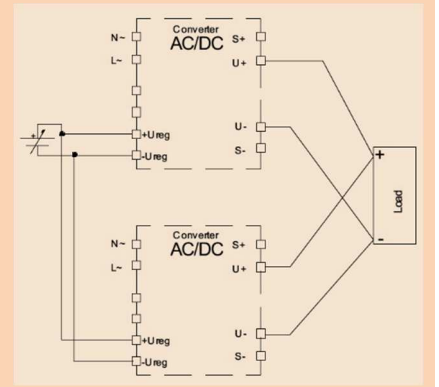 Converter
AC/DC
N~
L~
S+
U+
+Ureg
-Ureg
U-
S-
+
+
-
Load
Converter
AC/DC
N~
L~
S+
U+
+Ureg
-Ureg
U-
S-